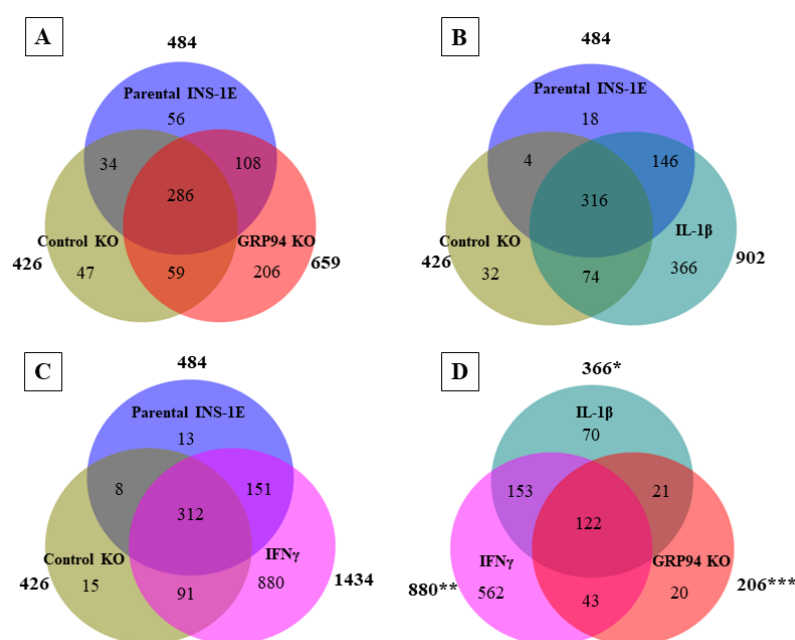 A
484
Parental INS-1E
56
34
108
286
Control KO
GRP94 KO
426
47
59
206
659
B
484
Parental INS-1E
18
4
146
316
Control KO
IL-1β
426
32
74
366
902
C
484
Parental INS-1E
13
8
151
312
Control KO
IFNγ
426
15
91
880
1434
D
366*
IL-1β
70
153
21
122
IFNγ
GRP94 KO
880**
562
43
20
206***